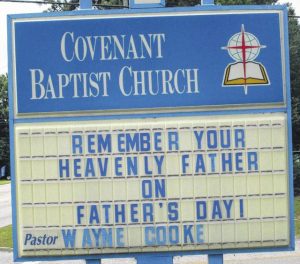 COVENANT
BAPTIST CHURCH
REMEMBER YOUR
HEAVENLY FATHER
ON
FATHER'S DAY!
Pastor WAYNE COOKE